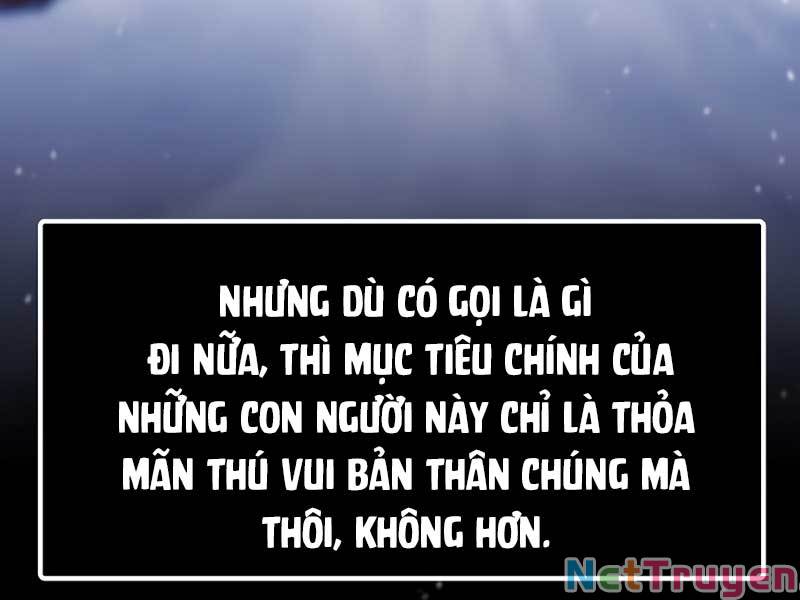 NHƯNG DÙ CÓ GỌI LÀ GÌ
ĐI NỮA, THÌ MỤC TIÊU CHÍNH CỦA
NHỮNG CON NGƯỜI NÀY CHỈ LÀ THỎA
MÃN THÚ VUI BẢN THÂN CHÚNG MÀ
THÔI, KHÔNG HƠN.
NetTruyen